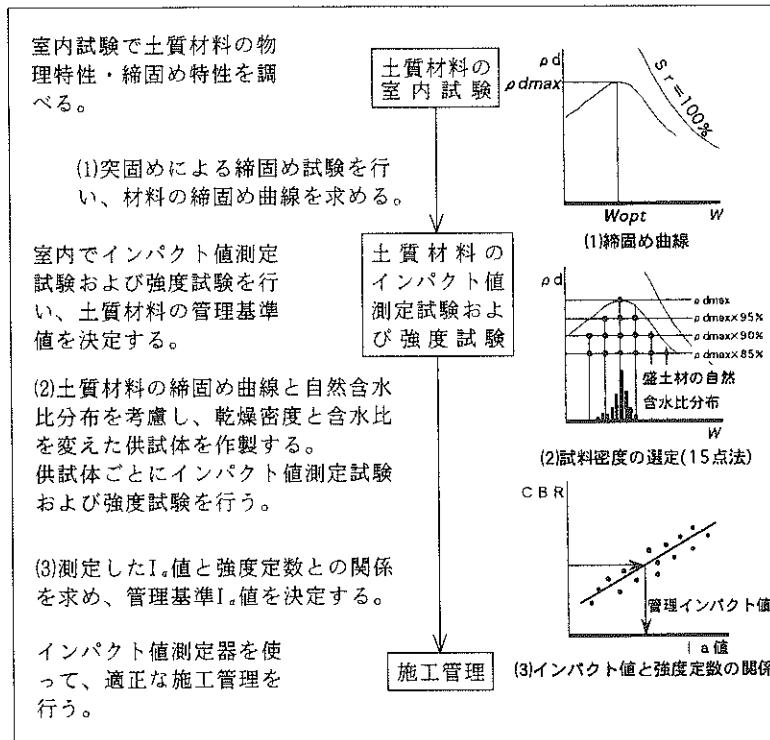 室内試験で土質材料の物
理特性・締固め特性を調
べる。
土質材料の
室内試験
(1)突固めによる締固め試験を行
い、材料の締固め曲線を求める。
ρd
ρdmax
Sr=100%
Wopt
W
(1)締固め曲線
室内でインパクト値測定
試験および強度試験を行
い、土質材料の管理基準
値を決定する。
土質材料の
インパクト値
測定試験およ
び強度試験
(2)土質材料の締固め曲線と自然含水
比分布を考慮し、乾燥密度と含水比
を変えた供試体を作製する。
供試体ごとにインパクト値測定試験
および強度試験を行う。
ρd
ρdmax
ρdmax×95%
ρdmax×90%
ρdmax×85%
盛土材の自然
含水比分布
W
(2)試料密度の選定(15点法)
(3)測定したIa値と強度定数との関係
を求め、管理基準Ia値を決定する。
CBR
管理インパクト値
Ia値
(3)インパクト値と強度定数の関係
インパクト値測定器を使
って、適正な施工管理を
行う。
施工管理